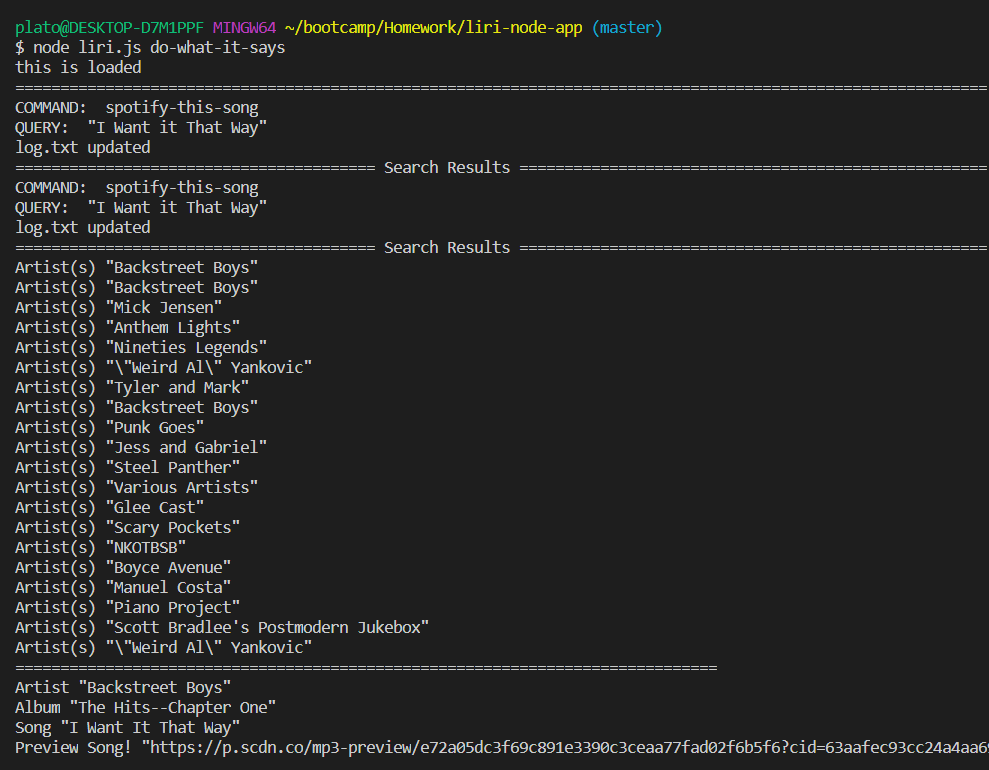 plato@DESKTOP-D7M1PPF MINGW64 ~/bootcamp/Homework/liri-node-app (master)
$ node liri.js do-what-it-says
this is loaded
============================================================================================================
COMMAND:  spotify-this-song
QUERY:  "I Want it That Way"
log.txt updated
======================================== Search Results ====================================================
COMMAND:  spotify-this-song
QUERY:  "I Want it That Way"
log.txt updated
======================================== Search Results ====================================================
Artist(s) "Backstreet Boys"
Artist(s) "Backstreet Boys"
Artist(s) "Mick Jensen"
Artist(s) "Anthem Lights"
Artist(s) "Nineties Legends"
Artist(s) "\"Weird Al\" Yankovic"
Artist(s) "Tyler and Mark"
Artist(s) "Backstreet Boys"
Artist(s) "Punk Goes"
Artist(s) "Jess and Gabriel"
Artist(s) "Steel Panther"
Artist(s) "Various Artists"
Artist(s) "Glee Cast"
Artist(s) "Scary Pockets"
Artist(s) "NKOTBSB"
Artist(s) "Boyce Avenue"
Artist(s) "Manuel Costa"
Artist(s) "Piano Project"
Artist(s) "Scott Bradlee's Postmodern Jukebox"
Artist(s) "\"Weird Al\" Yankovic"
==============================================================================
Artist "Backstreet Boys"
Album "The Hits--Chapter One"
Song "I Want It That Way"
Preview Song! "https://p.scdn.co/mp3-preview/e72a05dc3f69c891e3390c3ceaa77fad02f6b5f6?cid=63aafec93cc24a4aa6